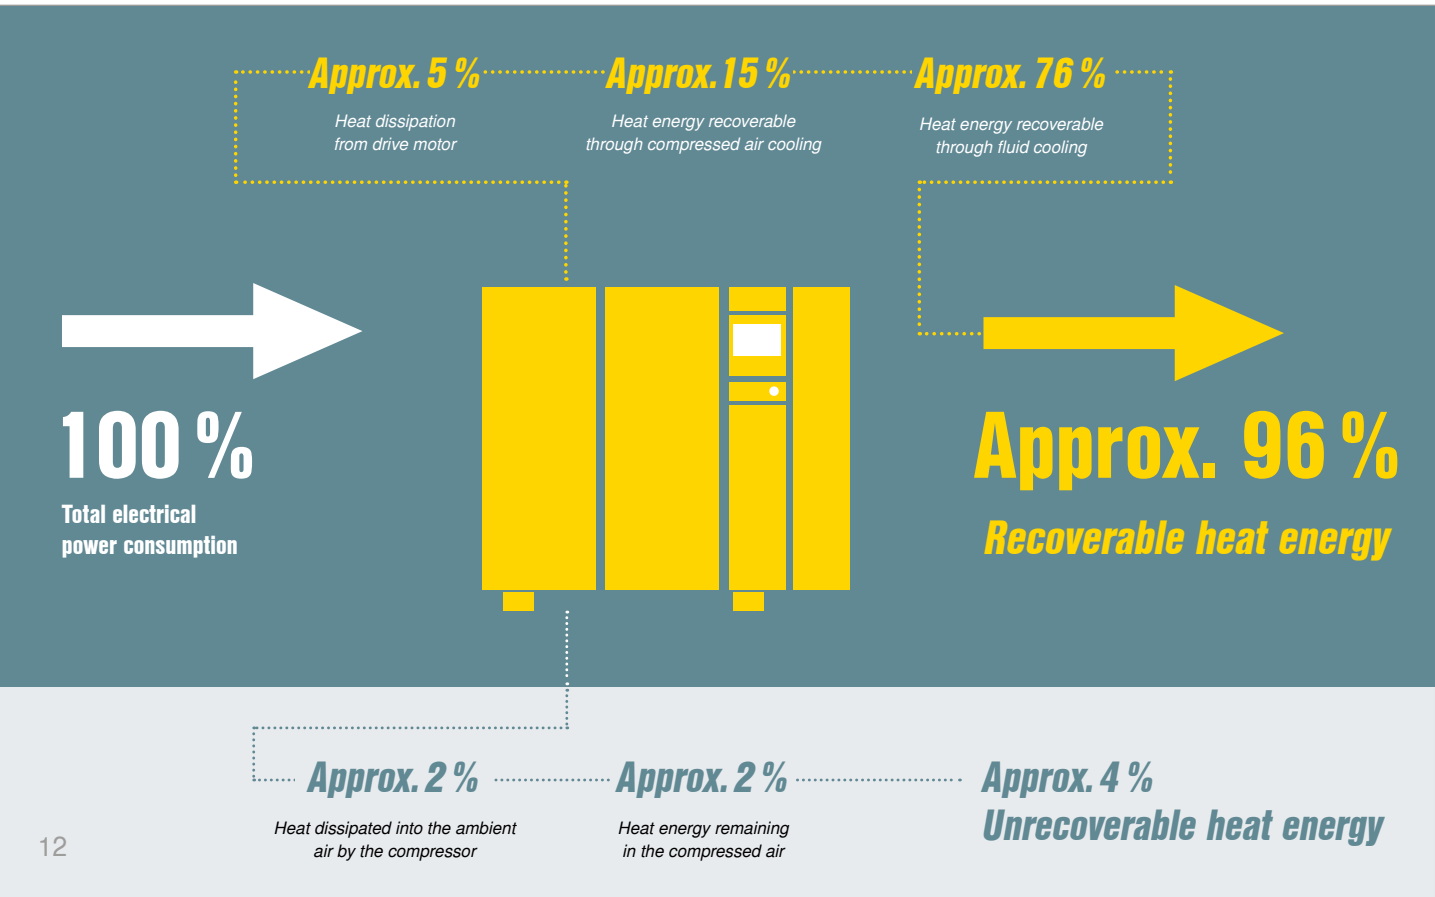 Approx. 5 %
Heat dissipation
from drive motor
Approx. 15 %
Heat energy recoverable
through compressed air cooling
Approx. 76 %
Heat energy recoverable
through fluid cooling
100 %
Total electrical
power consumption
Approx. 96 %
Recoverable heat energy
Approx. 2 %
Heat dissipated into the ambient
air by the compressor
Approx. 2 %
Heat energy remaining
in the compressed air
Approx. 4 %
Unrecoverable heat energy
12